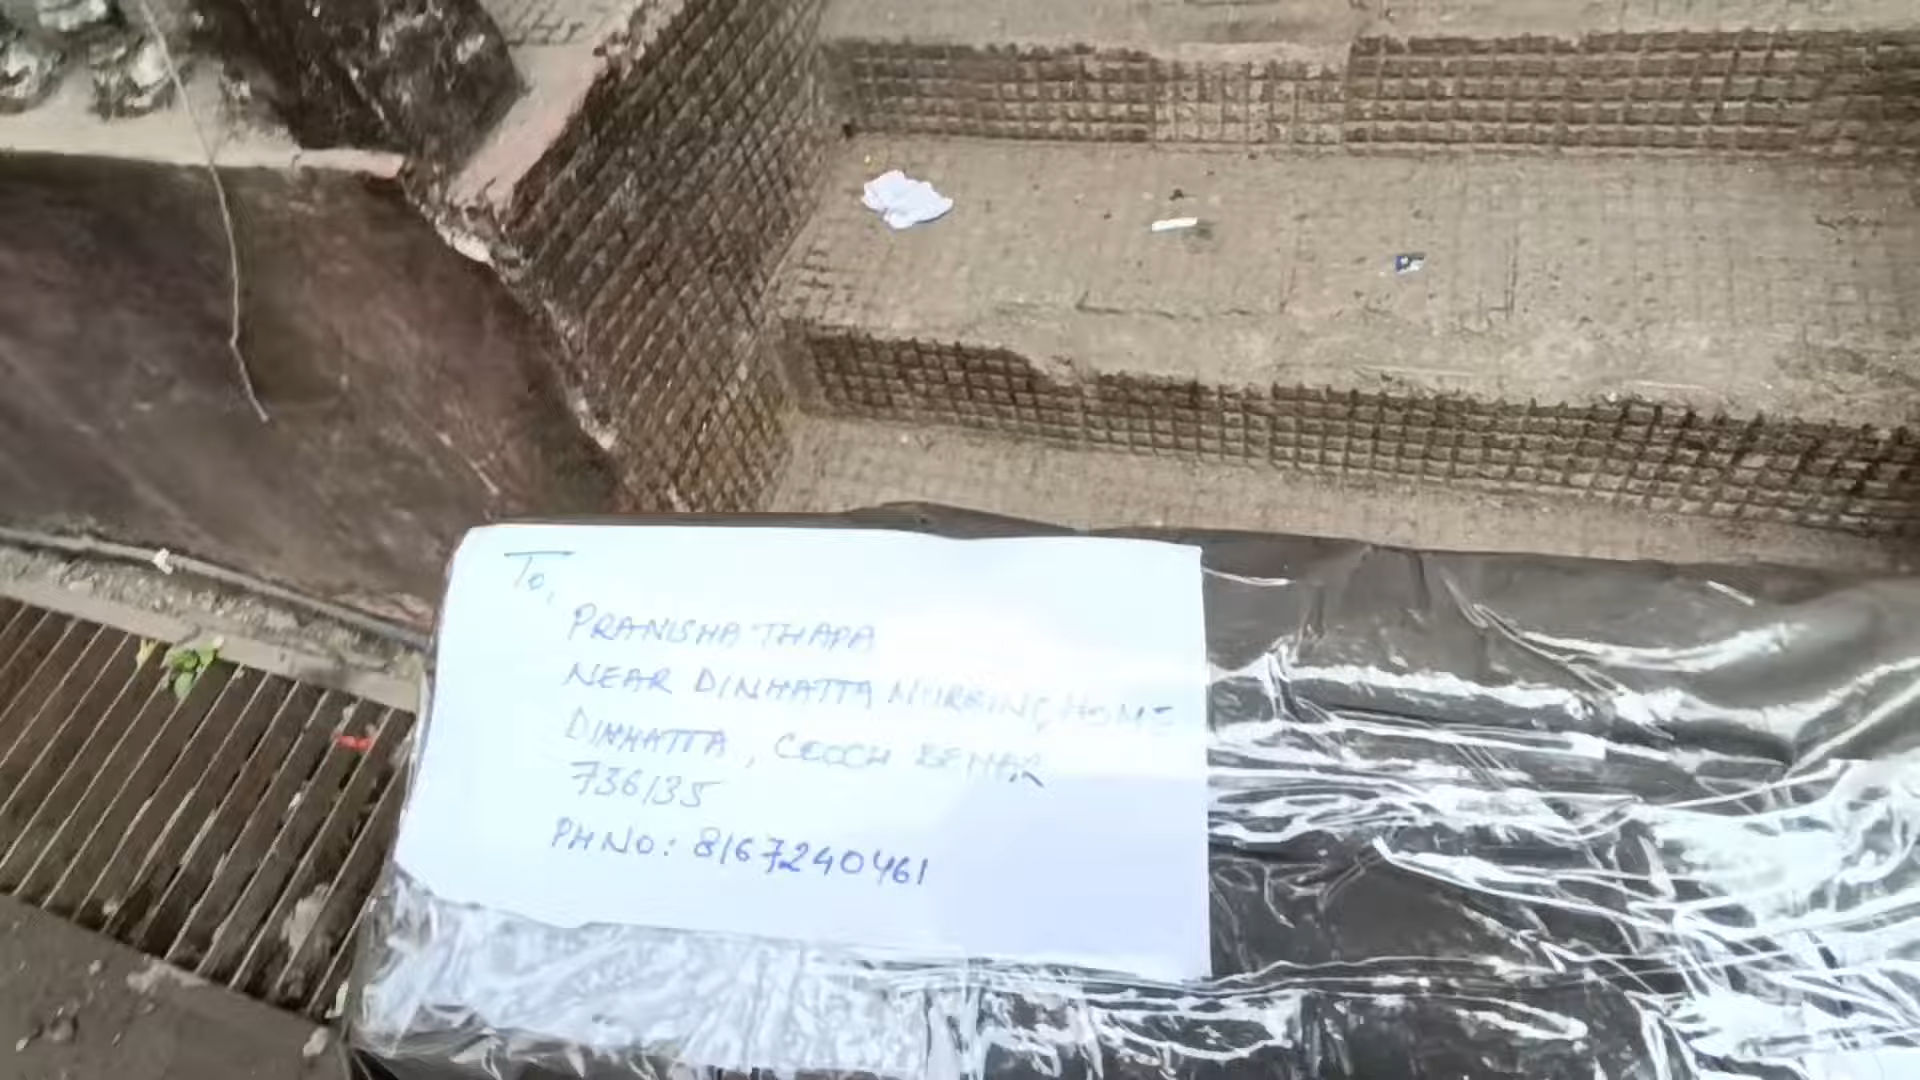 To,
PRANISHA THAPA
NEAR DINHATTA NURSING HOME
DINHATTA, COOCH BEHAR
736135
PH NO: 8167240461